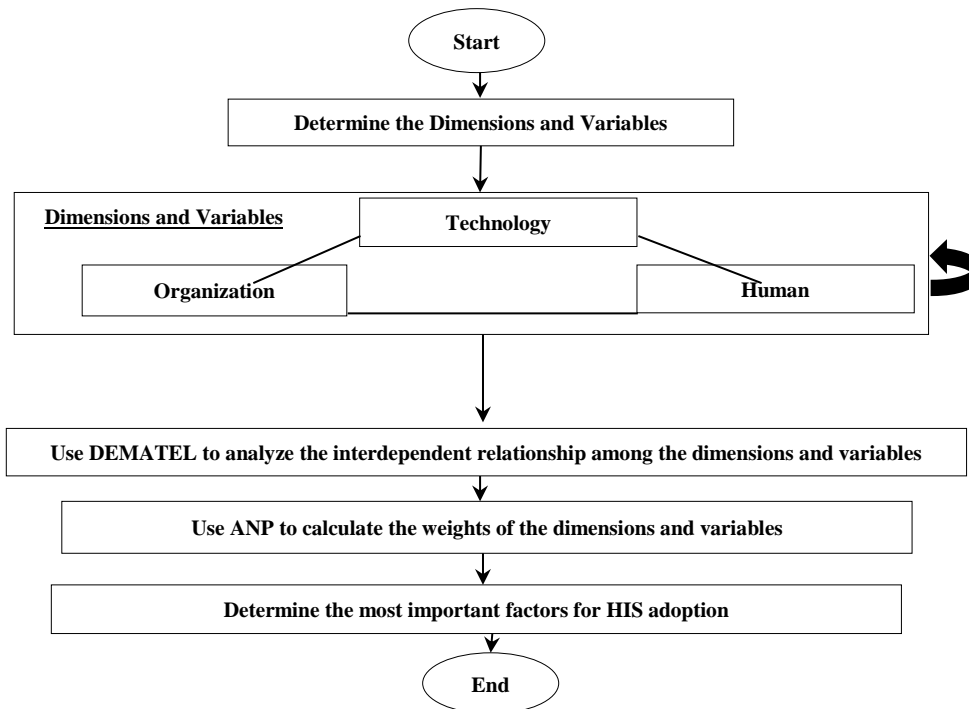 Start
Determine the Dimensions and Variables
Dimensions and Variables
Technology
Organization
Human
Use DEMATEL to analyze the interdependent relationship among the dimensions and variables
Use ANP to calculate the weights of the dimensions and variables
Determine the most important factors for HIS adoption
End